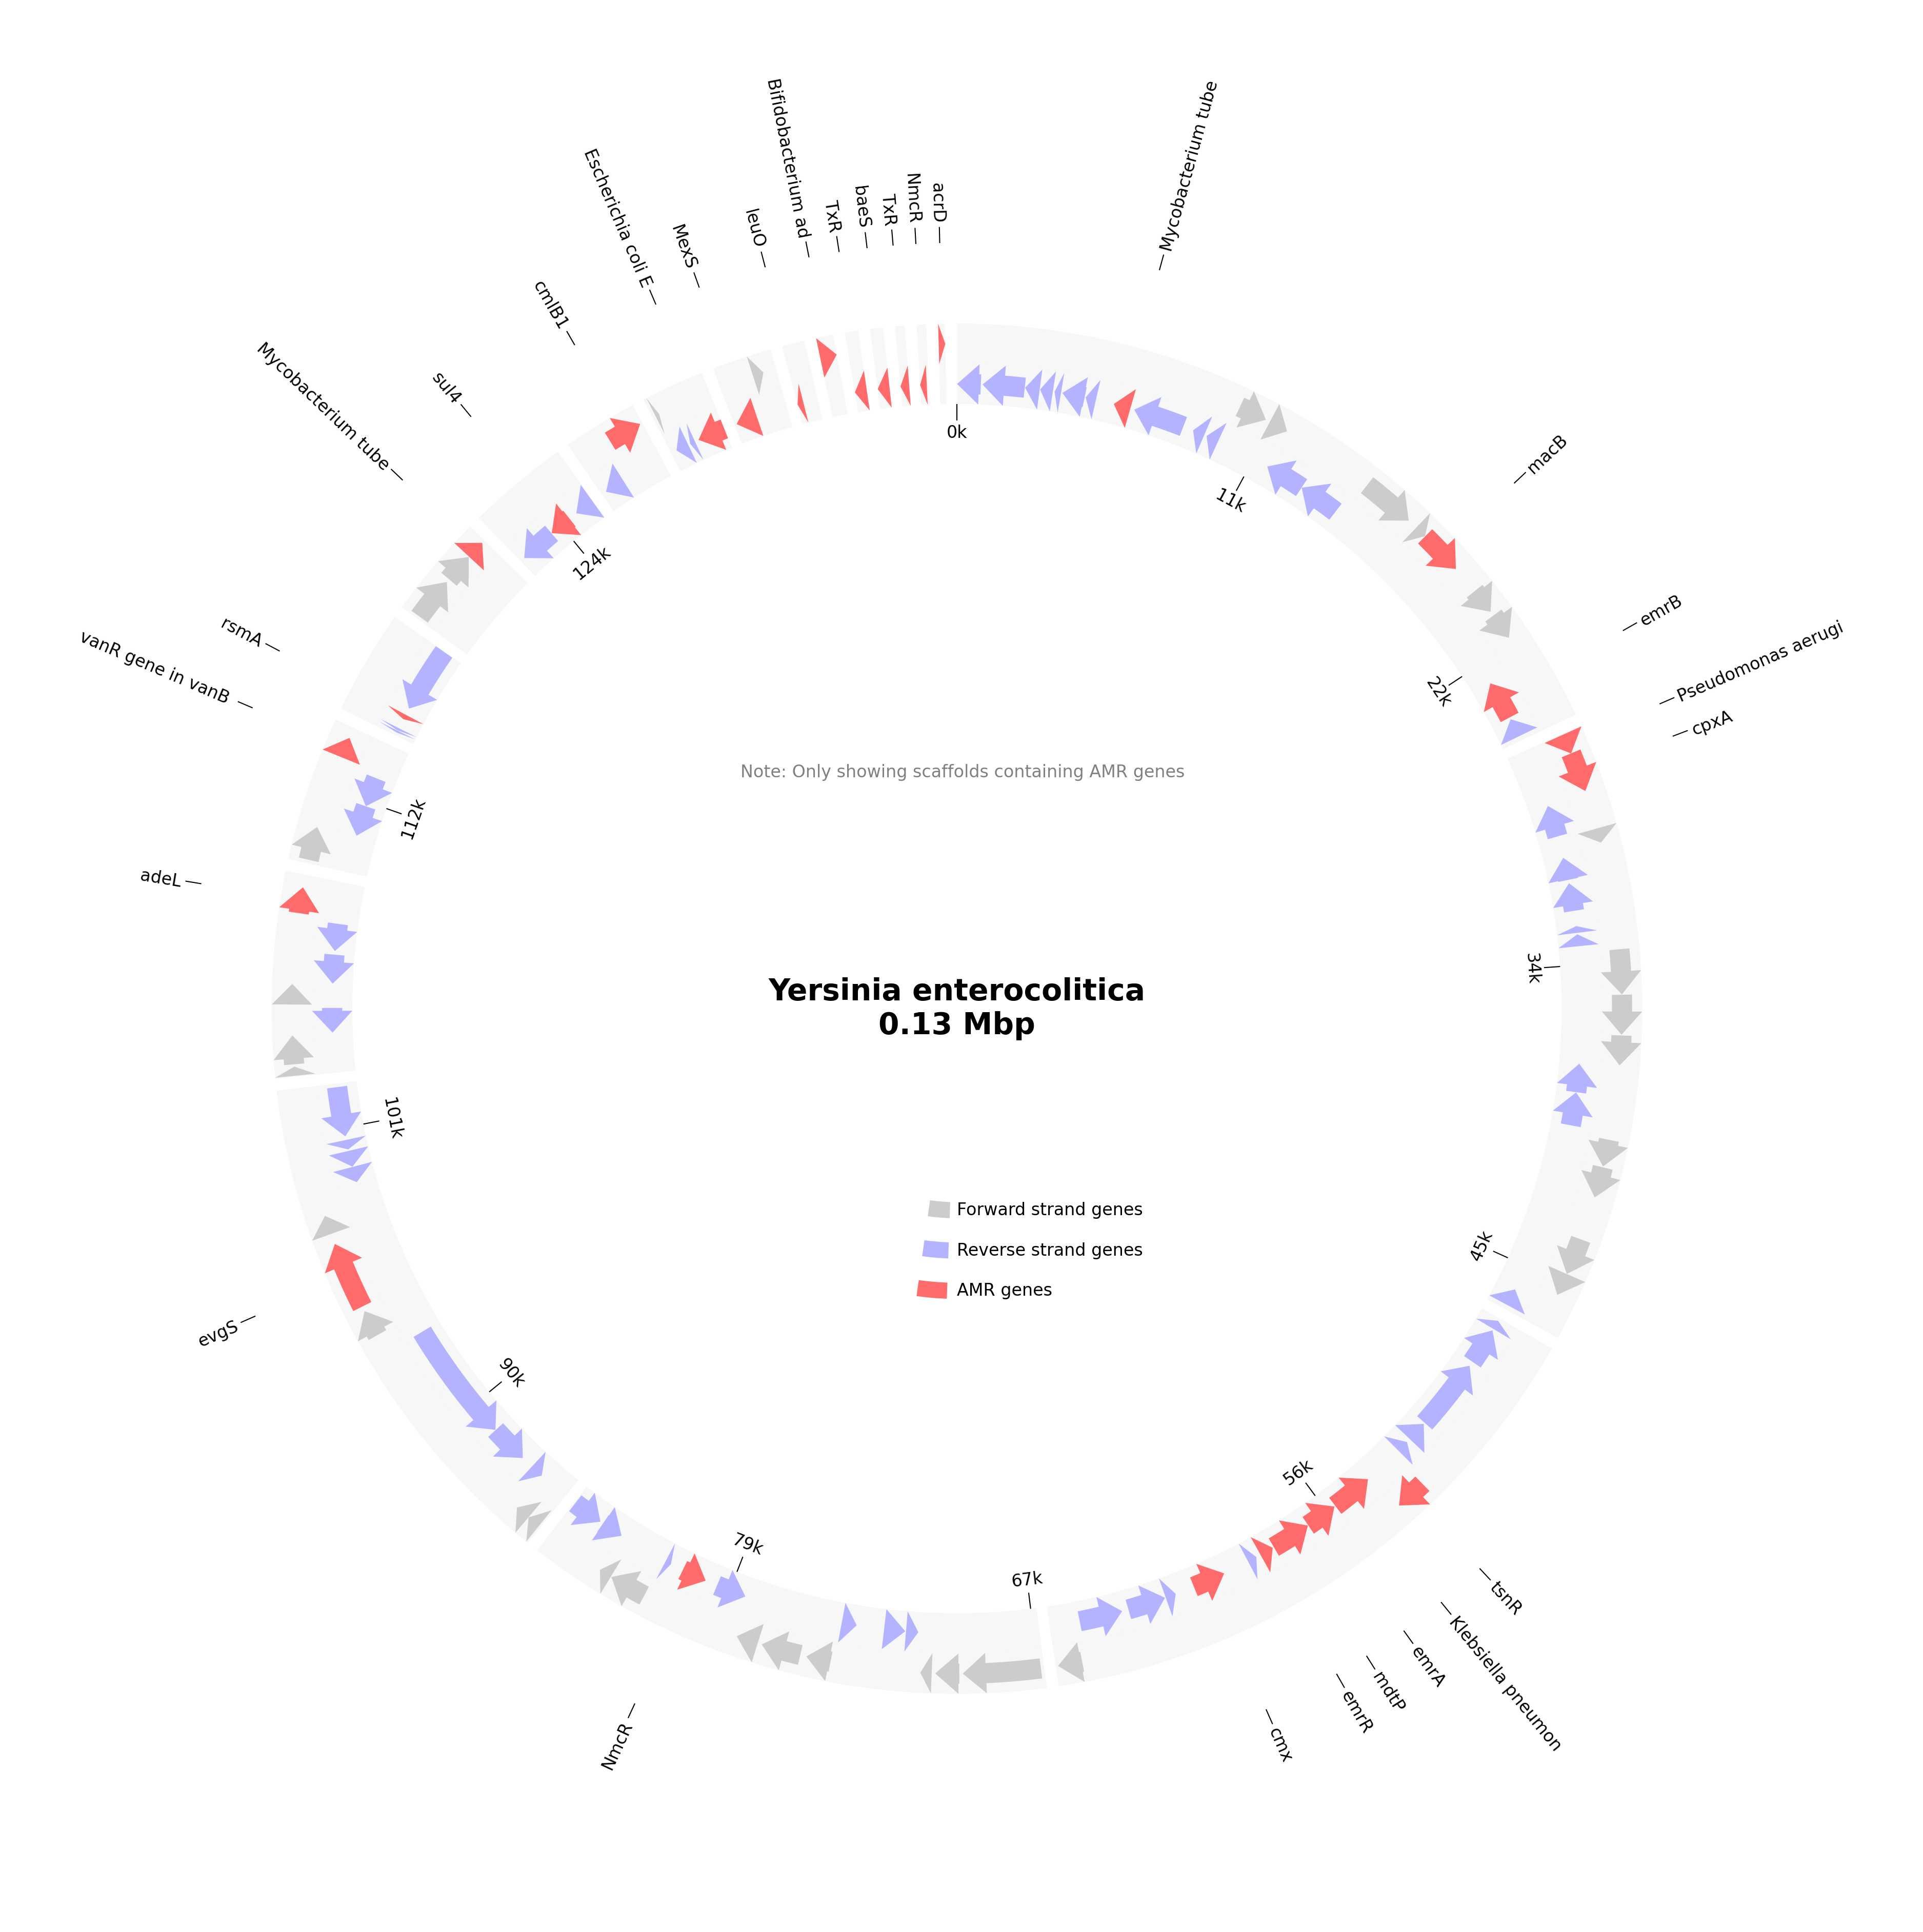 Mycobacterium tube
macB
emrB
Pseudomonas aerugi
cpxA
tsnR
Klebsiella pneumon
emrA
mdtP
emrR
cmx
NmcR
evgS
adeL
vanR gene in vanB
rsmA
Mycobacterium tube
sul4
cmlB1
Escherichia coli E
MexS
leuO
Bifidobacterium ad
TxR
baeS
TxR
NmcR
acrD
0k
11k
22k
34k
45k
56k
67k
79k
90k
101k
112k
124k
Note: Only showing scaffolds containing AMR genes
Yersinia enterocolitica
0.13 Mbp
Forward strand genes
Reverse strand genes
AMR genes